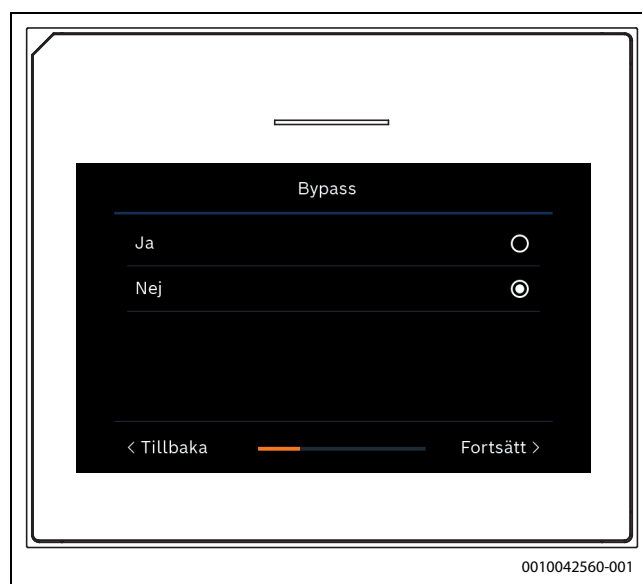 Bypass
Ja
Nej
< Tillbaka
Fortsätt >
0010042560-001